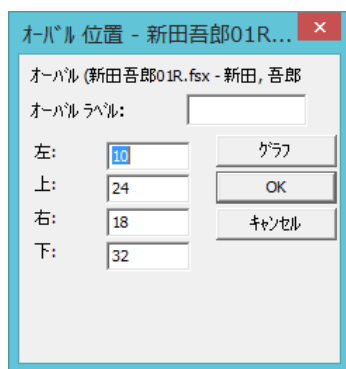 ｵｰﾊﾞﾙ 位置 - 新田吾郎01R...
ｵｰﾊﾞﾙ (新田吾郎01R.fsx - 新田, 吾郎
ｵｰﾊﾞﾙ ﾗﾍﾞﾙ:
左: 10 ｸﾞﾗﾌ
上: 24 OK
右: 18 ｷｬﾝｾﾙ
下: 32